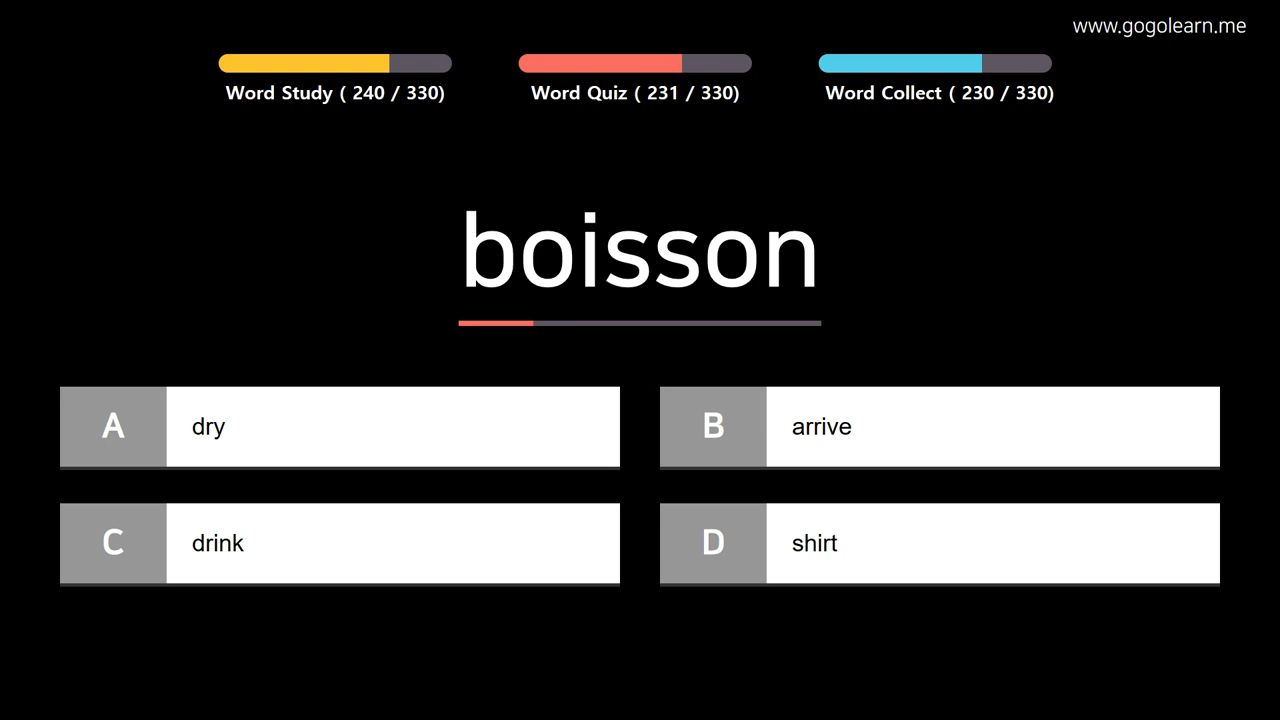 www.gogolearn.me
Word Study ( 240 / 330)
Word Quiz ( 231 / 330)
Word Collect ( 230 / 330)
boisson
A dry
B arrive
C drink
D shirt